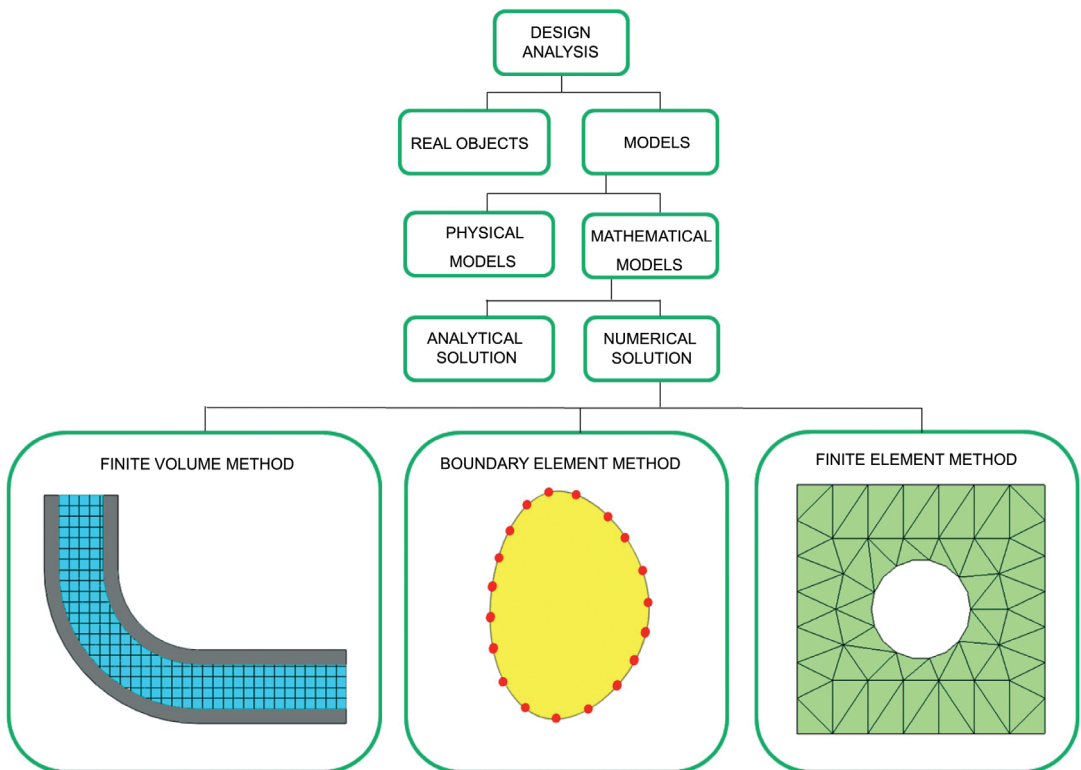 DESIGN
ANALYSIS
REAL OBJECTS
MODELS
PHYSICAL
MODELS
MATHEMATICAL
MODELS
ANALYTICAL
SOLUTION
NUMERICAL
SOLUTION
FINITE VOLUME METHOD
BOUNDARY ELEMENT METHOD
FINITE ELEMENT METHOD